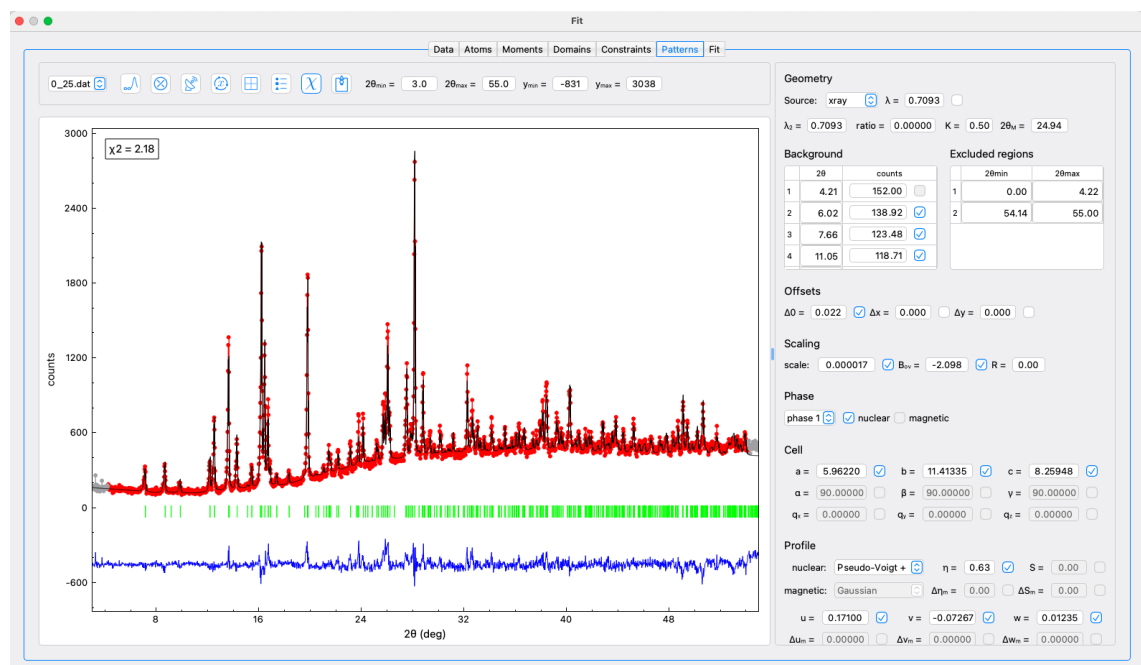 Fit
Data Atoms Moments Domains Constraints Patterns Fit
0_25.dat 2θmin = 3.0 2θmax = 55.0 ymin = -831 ymax = 3038
χ2 = 2.18
3000
2400
1800
1200
600
0
−600
counts
8 16 24 32 40 48
2θ (deg)
Geometry
Source: xray λ = 0.7093
λ₂ = 0.7093 ratio = 0.00000 K = 0.50 2θM = 24.94
Background Excluded regions
2θ counts
1 4.21 152.00
2 6.02 138.92
3 7.66 123.48
4 11.05 118.71
2θmin 2θmax
1 0.00 4.22
2 54.14 55.00
Offsets
Δ0 = 0.022 Δx = 0.000 Δy = 0.000
Scaling
scale: 0.000017 Bov = -2.098 R = 0.00
Phase
phase 1 nuclear magnetic
Cell
a = 5.96220 b = 11.41335 c = 8.25948
α = 90.00000 β = 90.00000 γ = 90.00000
qx = 0.00000 qy = 0.00000 qz = 0.00000
Profile
nuclear: Pseudo-Voigt + η = 0.63 S = 0.00
magnetic: Gaussian Δηm = 0.00 ΔSm = 0.00
u = 0.17100 v = -0.07267 w = 0.01235
Δum = 0.00000 Δvm = 0.00000 Δwm = 0.00000